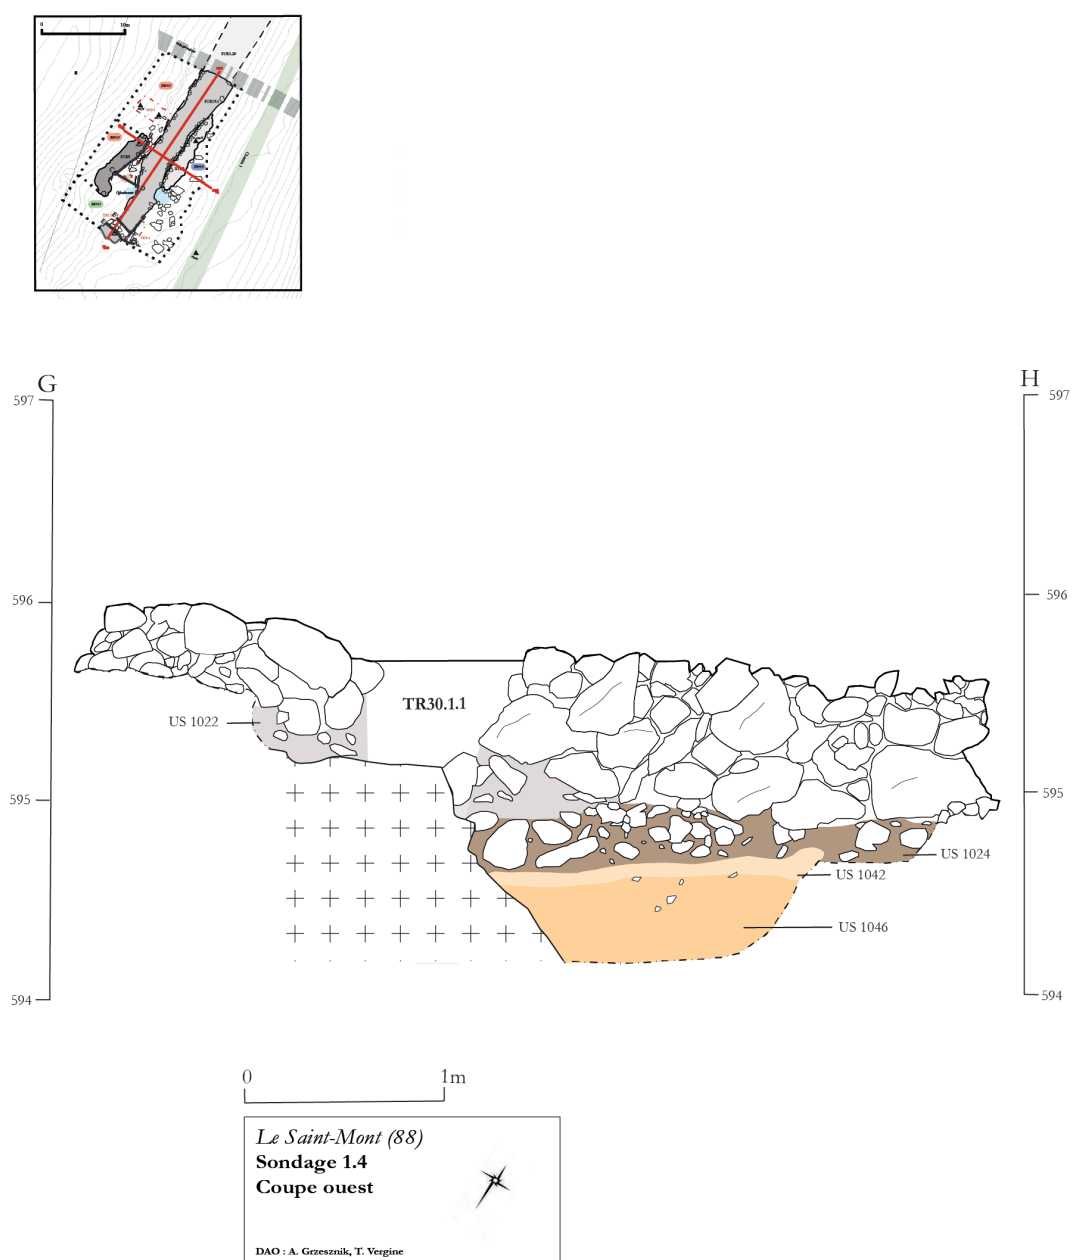 0 10m
G
H
597
597
596
596
TR30.1.1
US 1022
595
595
US 1024
US 1042
US 1046
594
594
0 1m
Le Saint-Mont (88)
Sondage 1.4
Coupe ouest
DAO : A. Grzesznik, T. Vergine